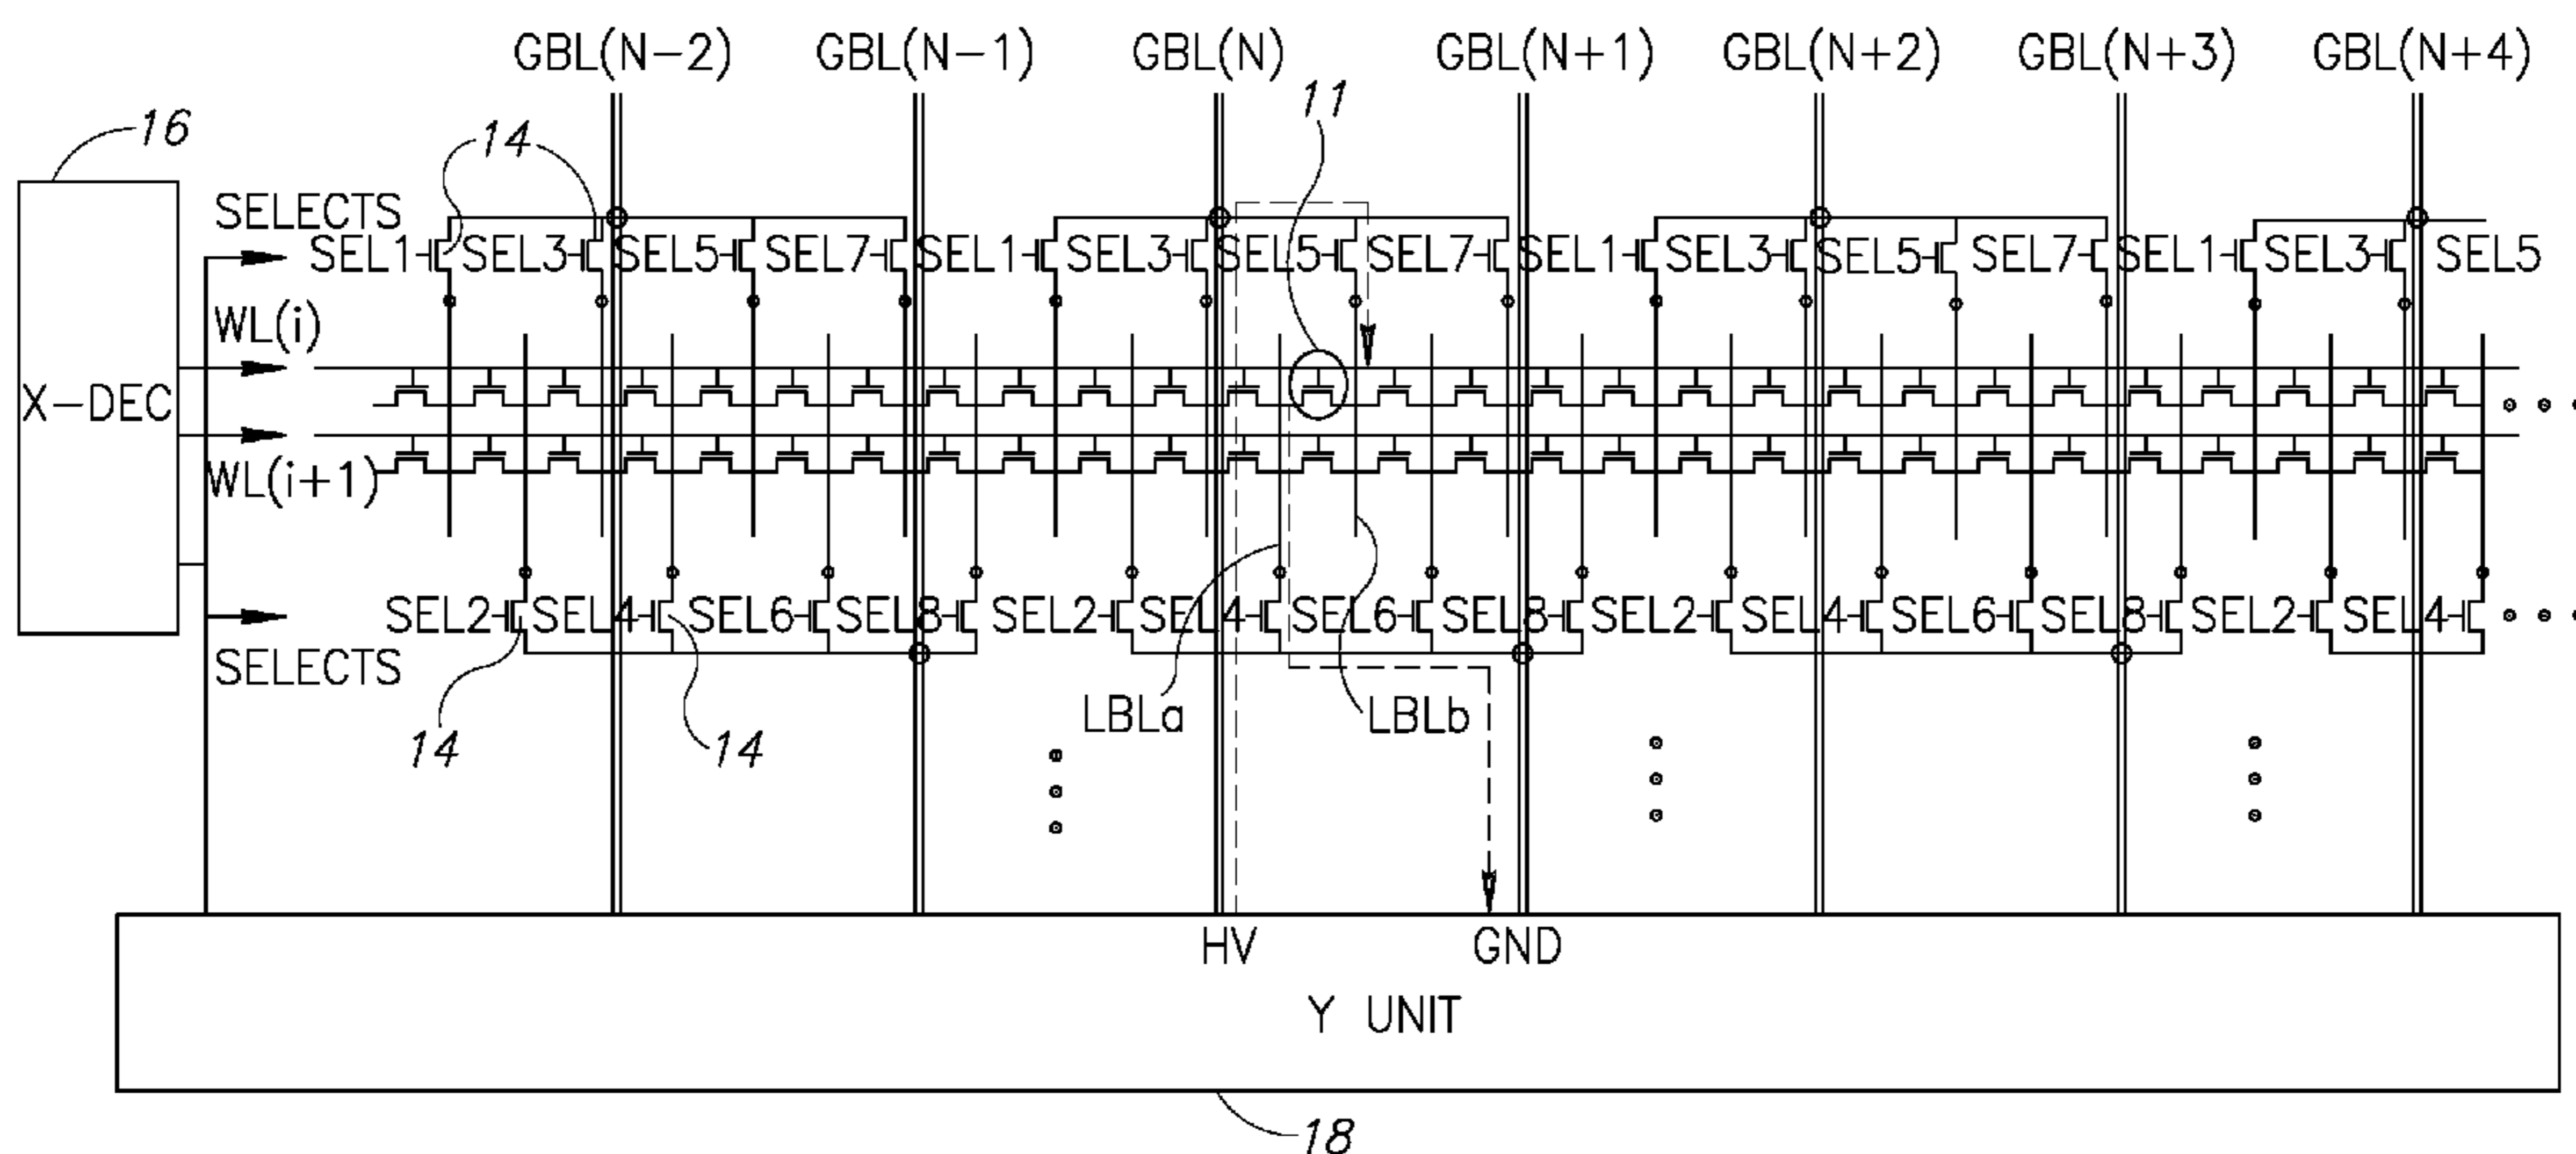 GBL(N-2) GBL(N-1) GBL(N) GBL(N+1) GBL(N+2) GBL(N+3) GBL(N+4)
11
16
14
SELECTS
SEL1 SEL3 SEL5 SEL7 SEL1 SEL3 SEL5 SEL7 SEL1 SEL3 SEL5 SEL7 SEL1 SEL3 SEL5
WL(i)
X-DEC
WL(i+1)
SEL2 SEL4 SEL6 SEL8 SEL2 SEL4 SEL6 SEL8 SEL2 SEL4 SEL6 SEL8 SEL2 SEL4
SELECTS
LBLa LBLb
14 14
HV GND
Y UNIT
18